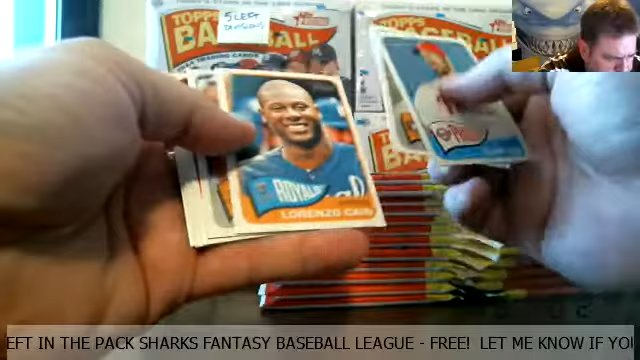 5 LEFT
TOPPS
BASEBALL
TOPPS
BASEBALL
ROYALS
LORENZO CAIN
EFT IN THE PACK SHARKS FANTASY BASEBALL LEAGUE - FREE! LET ME KNOW IF YO